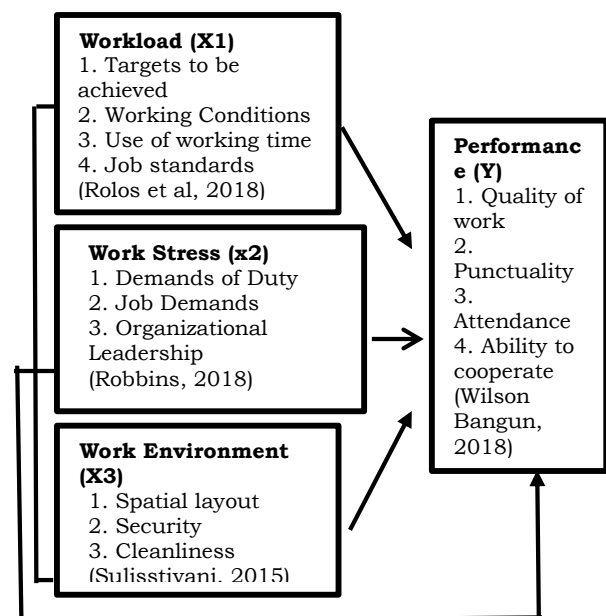 Workload (X1)
1. Targets to be
achieved
2. Working Conditions
3. Use of working time
4. Job standards
(Rolos et al, 2018)
Work Stress (x2)
1. Demands of Duty
2. Job Demands
3. Organizational
Leadership
(Robbins, 2018)
Work Environment
(X3)
1. Spatial layout
2. Security
3. Cleanliness
(Sulisstiyani, 2015)
Performanc
e (Y)
1. Quality of
work
2.
Punctuality
3.
Attendance
4. Ability to
cooperate
(Wilson
Bangun,
2018)